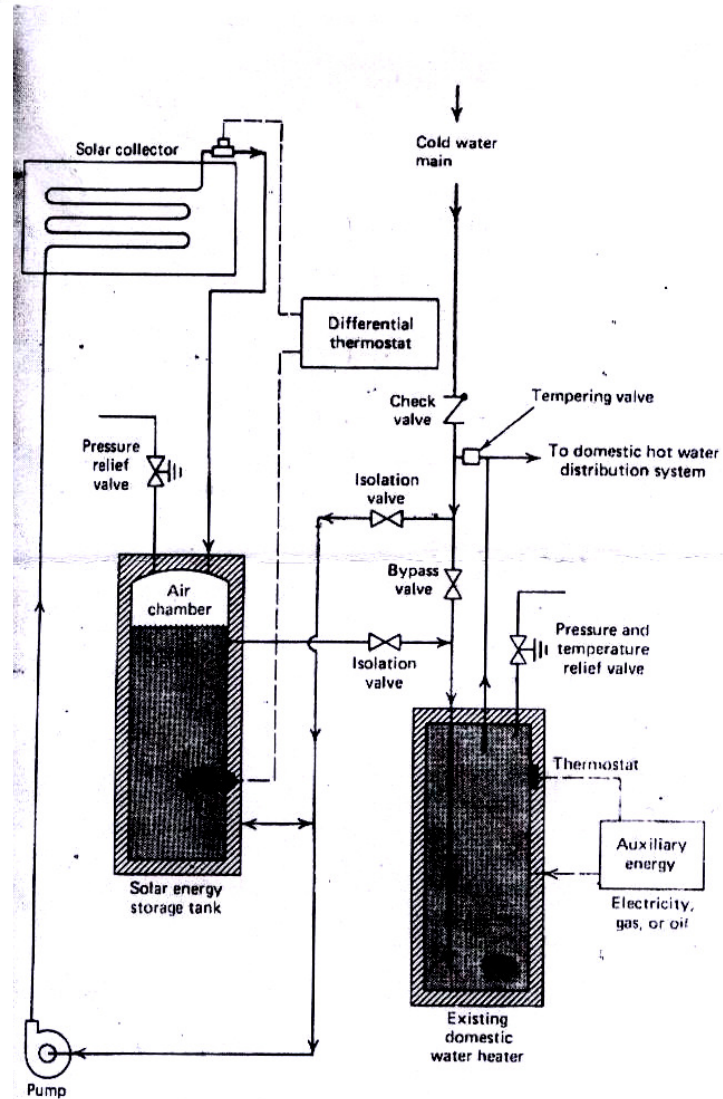 Cold water
main
Solar collector
Differential
thermostat
Check
valve
Tempering valve
To domestic hot water
distribution system
Pressure
relief
valve
Isolation
valve
Bypass
valve
Air
chamber
Isolation
valve
Pressure and
temperature
relief valve
Thermostat
Auxiliary
energy
Electricity,
gas, or oil
Solar energy
storage tank
Existing
domestic
water heater
Pump